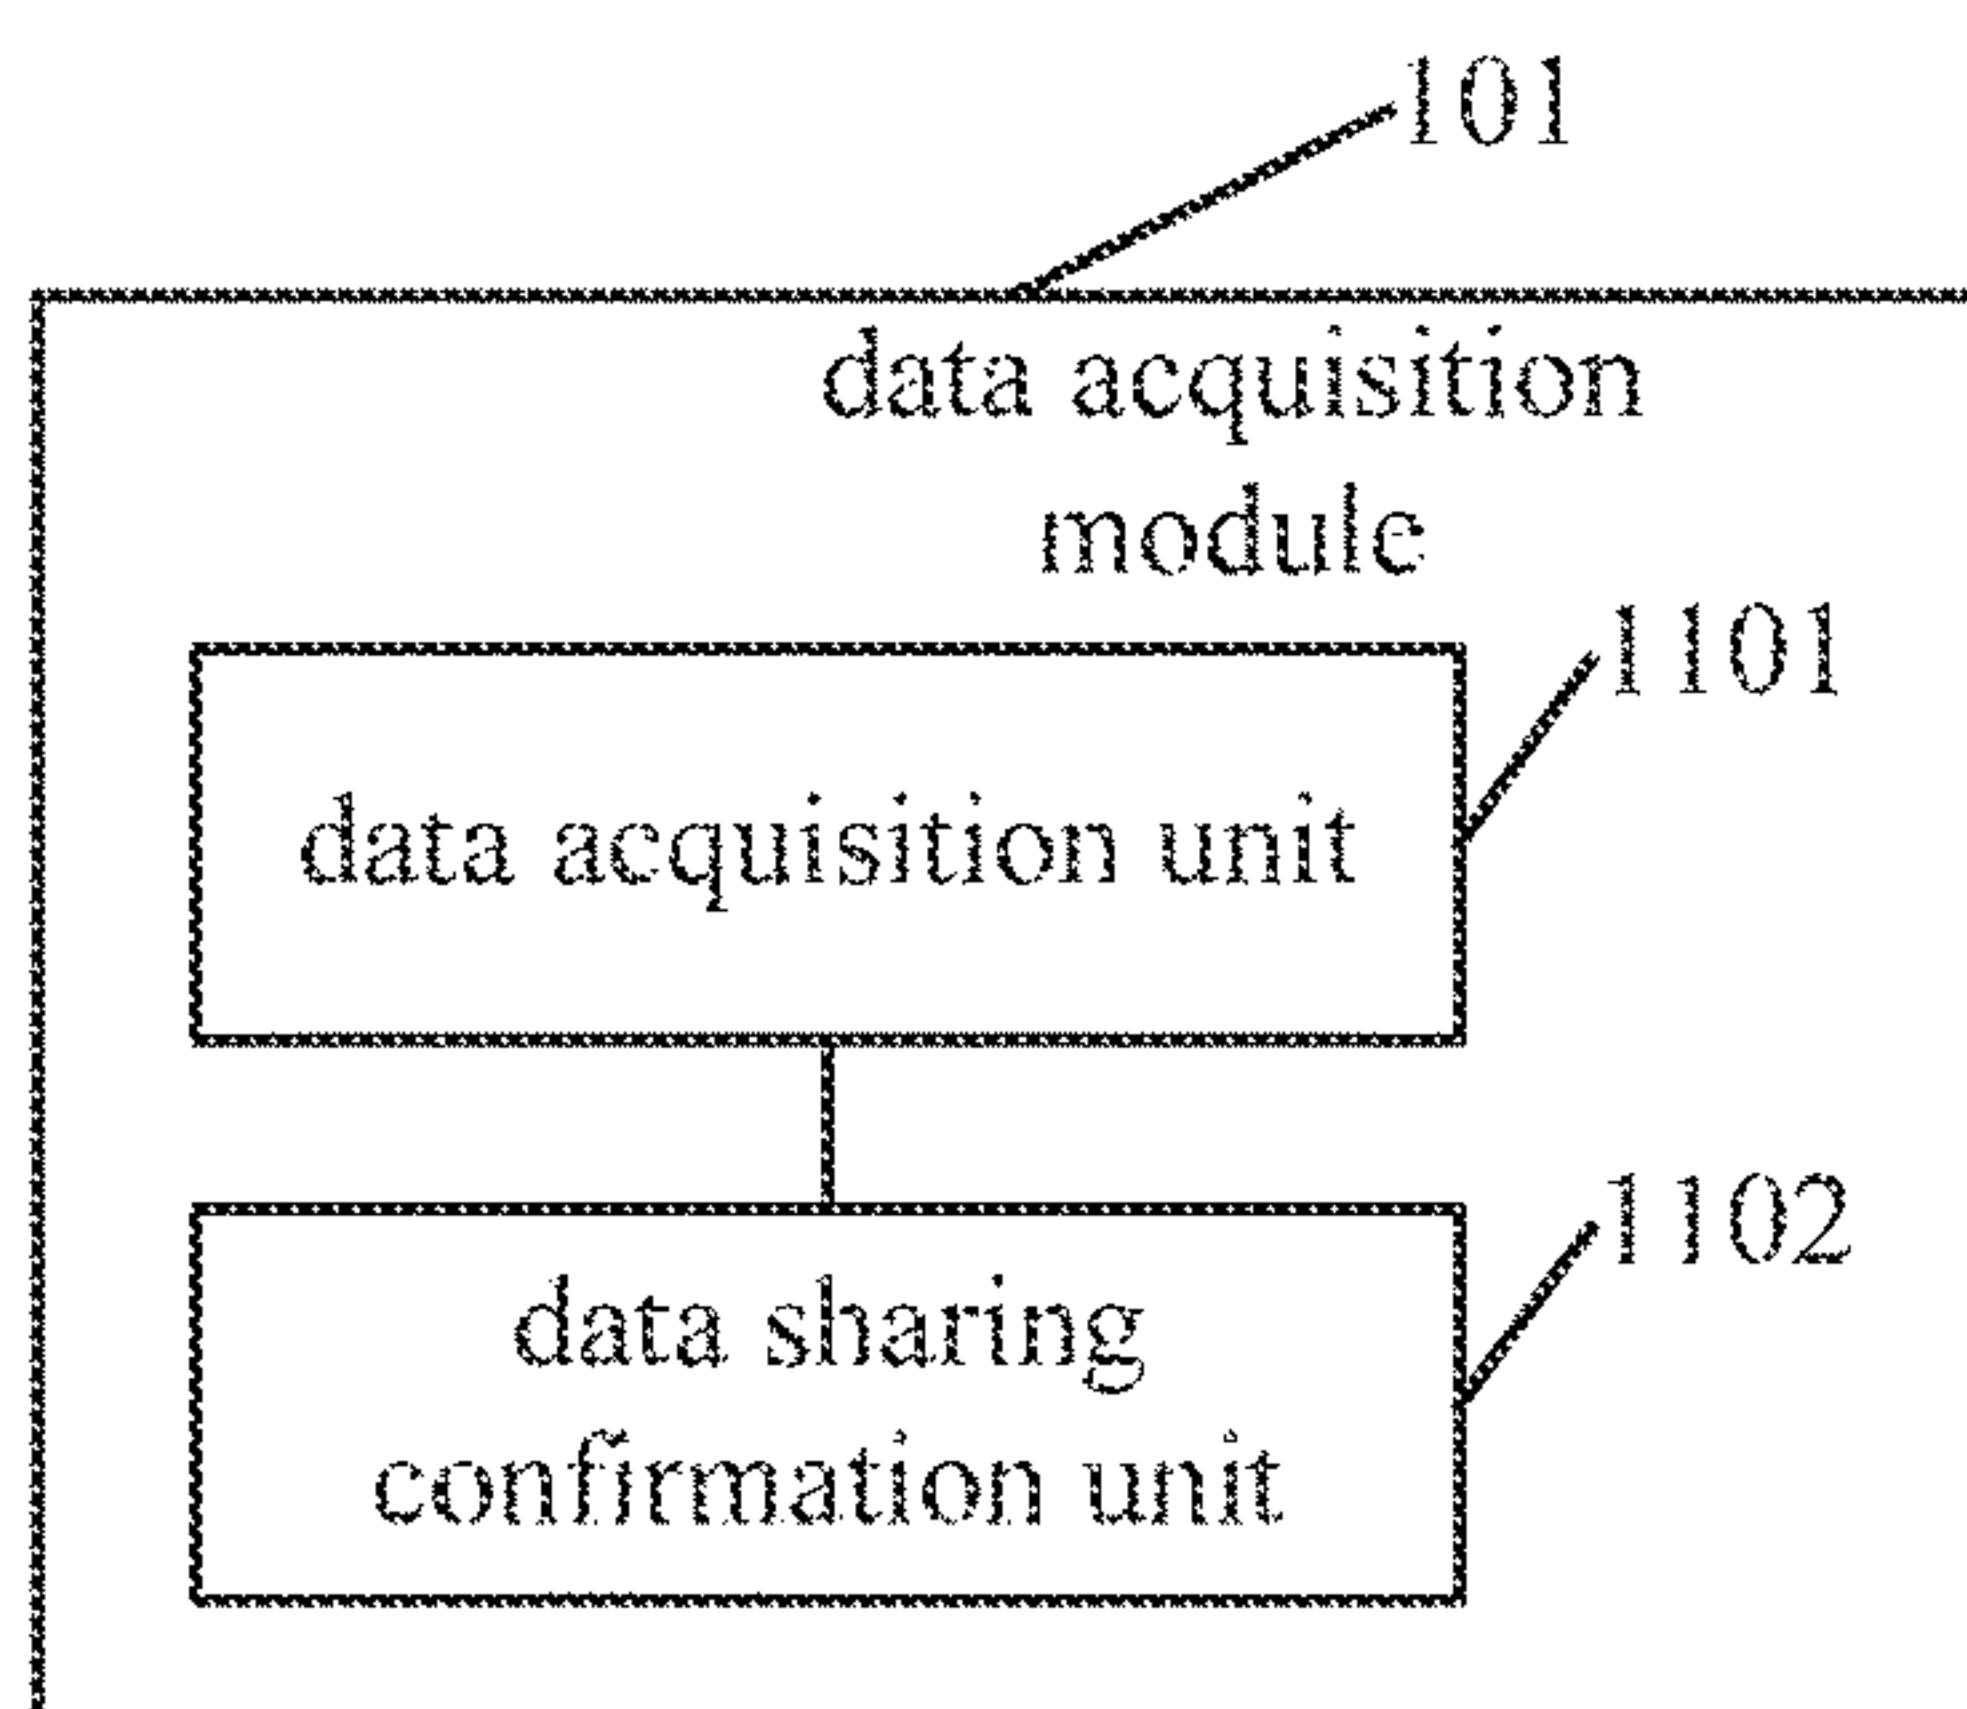 101
data acquisition
module
1101
data acquisition unit
1102
data sharing
confirmation unit